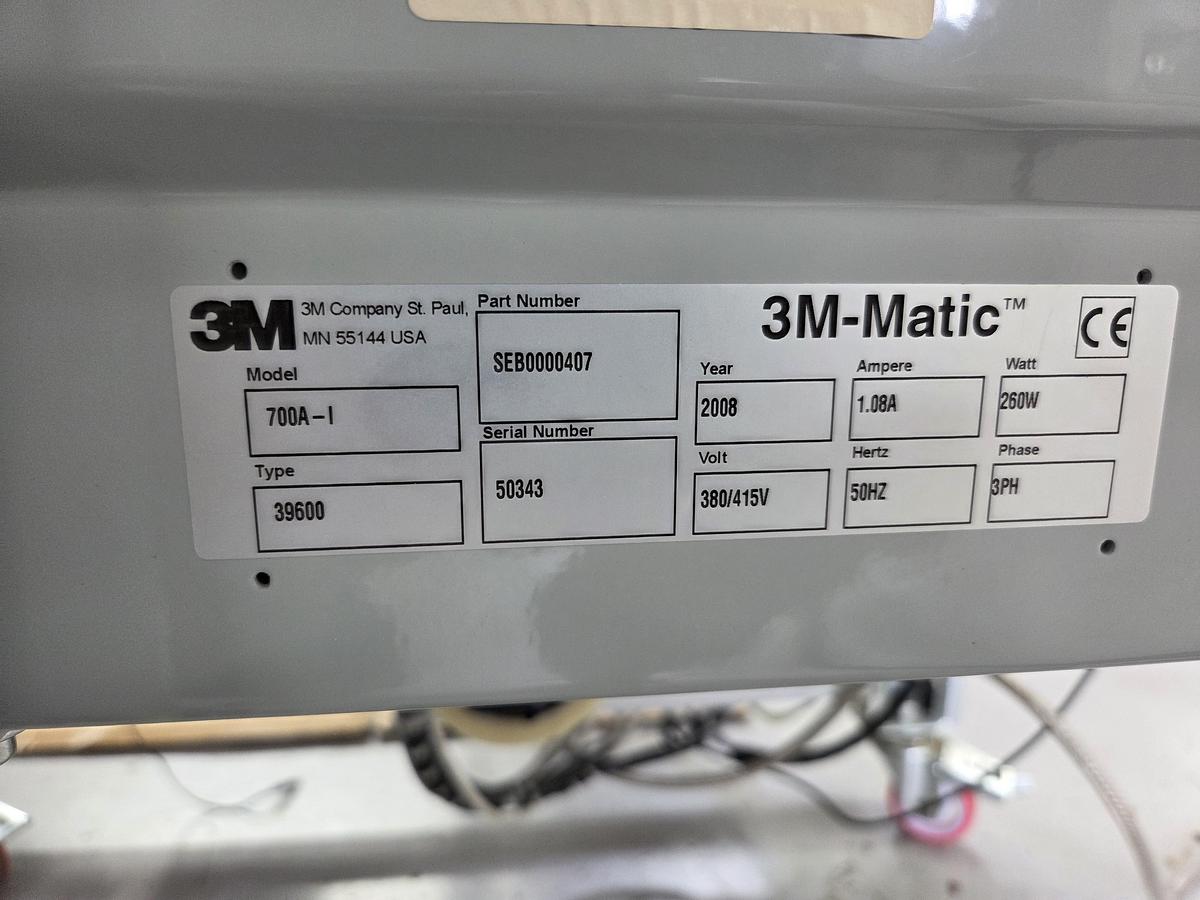 3M 3M Company St. Paul,
MN 55144 USA
Model
700A-I
Type
39600
Part Number
SEB0000407
Serial Number
50343
3M-Matic™
CE
Year
2008
Ampere
1.08A
Watt
260W
Volt
380/415V
Hertz
50HZ
Phase
3PH